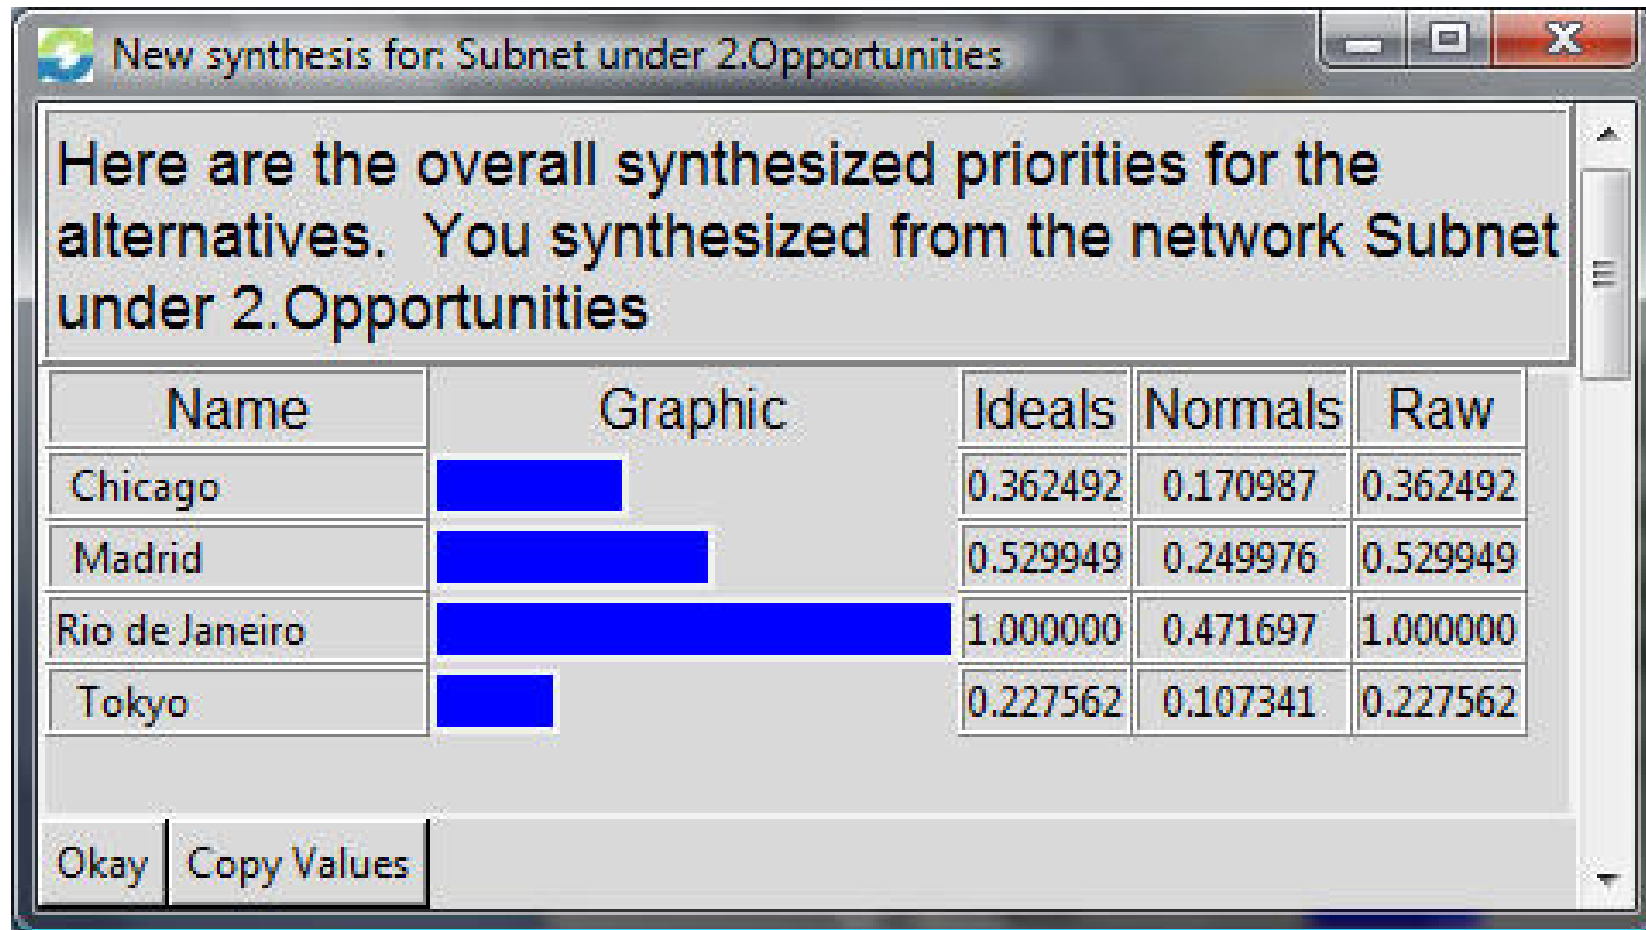 New synthesis for: Subnet under 2.Opportunities
Here are the overall synthesized priorities for the
alternatives.  You synthesized from the network Subnet
under 2.Opportunities
Name Graphic Ideals Normals Raw
Chicago 0.362492 0.170987 0.362492
Madrid 0.529949 0.249976 0.529949
Rio de Janeiro 1.000000 0.471697 1.000000
Tokyo 0.227562 0.107341 0.227562
Okay Copy Values